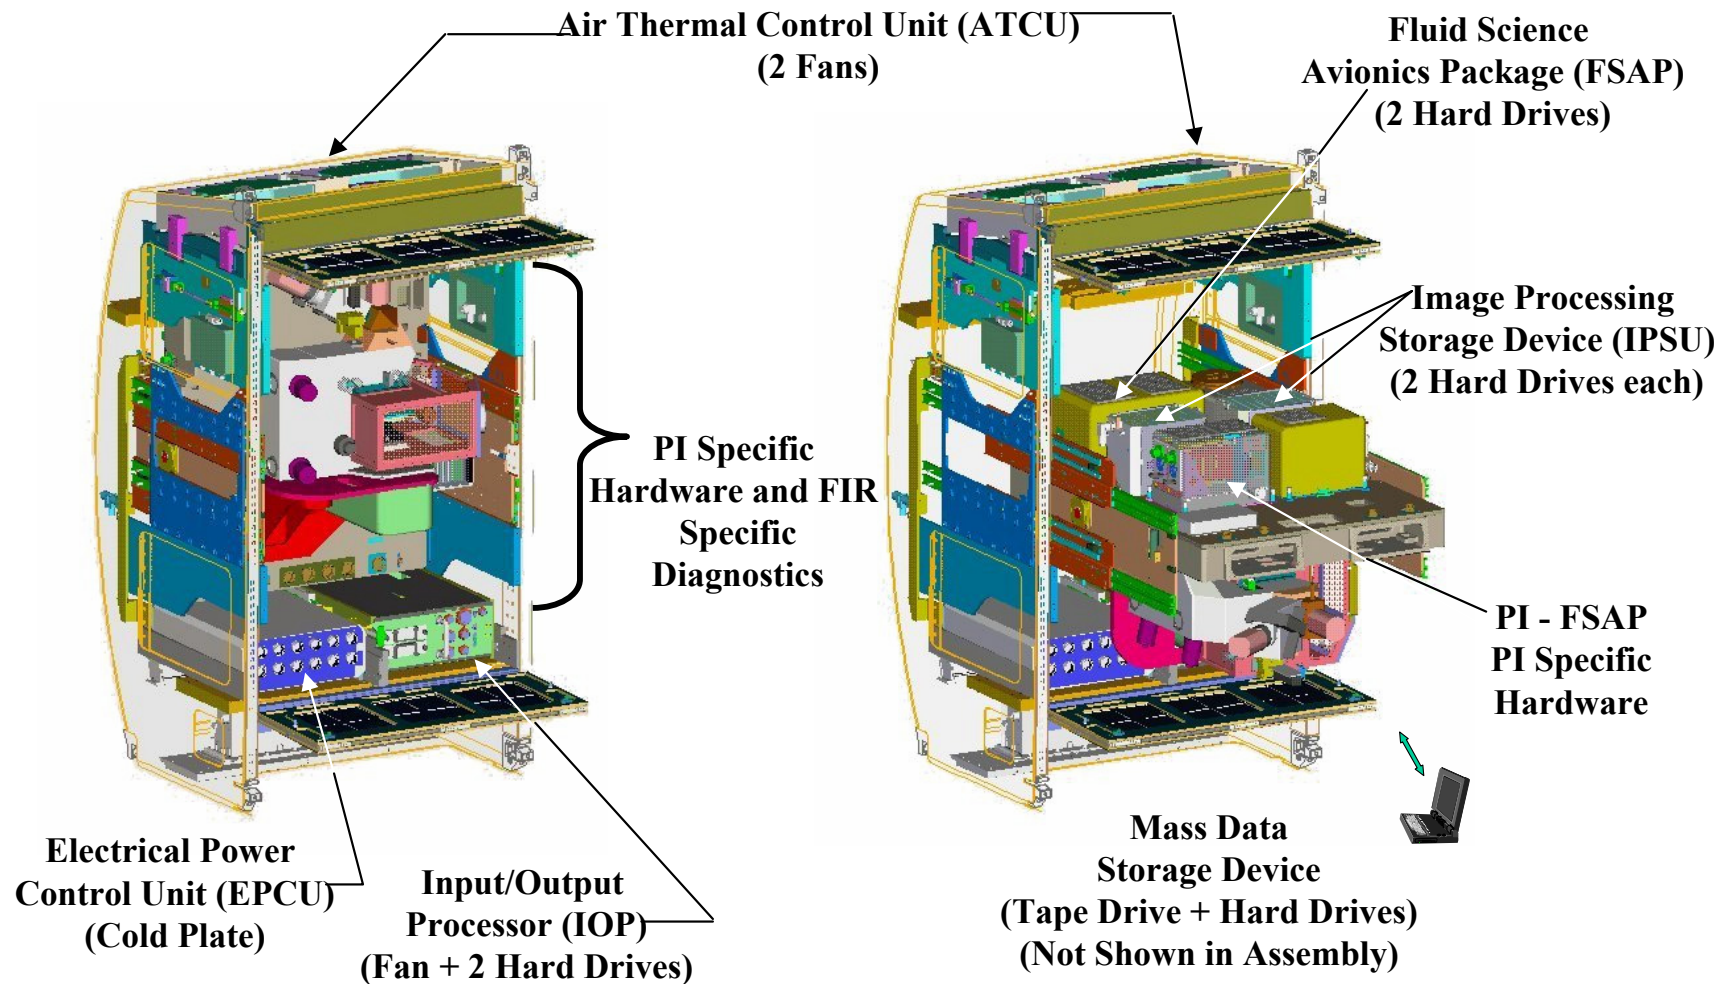 Air Thermal Control Unit (ATCU)
(2 Fans)
Fluid Science
Avionics Package (FSAP)
(2 Hard Drives)
Image Processing
Storage Device (IPSU)
(2 Hard Drives each)
PI Specific
Hardware and FIR
Specific
Diagnostics
PI - FSAP
PI Specific
Hardware
Electrical Power
Control Unit (EPCU)
(Cold Plate)
Input/Output
Processor (IOP)
(Fan + 2 Hard Drives)
Mass Data
Storage Device
(Tape Drive + Hard Drives)
(Not Shown in Assembly)